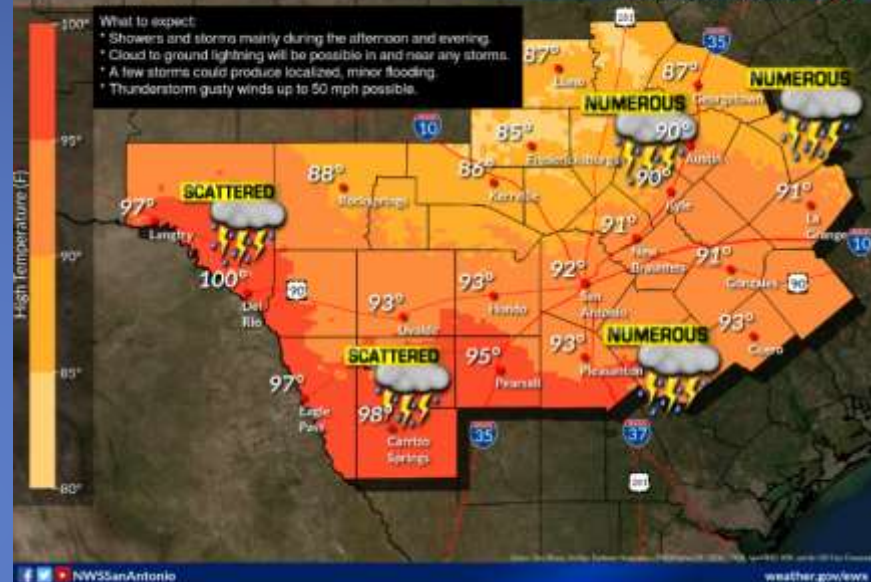 What to expect:
* Showers and storms mainly during the afternoon and evening.
* Cloud to ground lightning will be possible in and near any storms.
* A few storms could produce localized, minor flooding.
* Thunderstorm gusty winds up to 50 mph possible.
High Temperature (F)
100°
95°
90°
85°
80°
281
35
87°
Llano
87°
Georgetown
NUMEROUS
NUMEROUS
10
85°
Fredericksburg
90°
Austin
88°
Rocksprings
86°
Kerrville
90°
Kyle
SCATTERED
97°
Langtry
91°
La
Grange
91°
New
Braunfels
10
100°
Del
Rio
90
93°
Uvalde
93°
Hondo
92°
San
Antonio
91°
Gonzales
90
SCATTERED
95°
Pearsall
93°
Pleasanton
NUMEROUS
93°
Cuero
97°
Eagle
Pass
98°
Carrizo
Springs
35
37
281
NWSSanAntonio
weather.gov/ewx